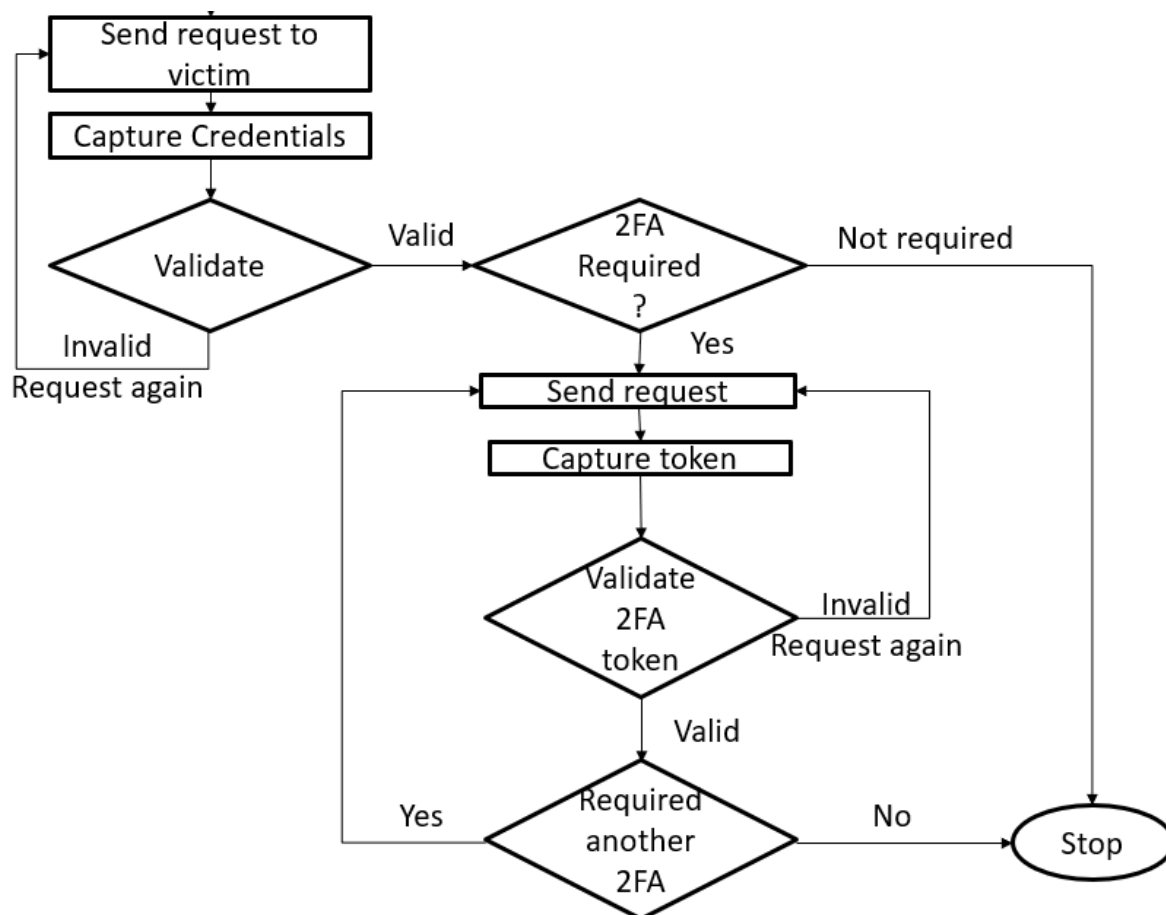 Send request to
victim
Capture Credentials
Validate
Valid
2FA
Required
?
Not required
Invalid
Request again
Yes
Send request
Capture token
Validate
2FA
token
Invalid
Request again
Valid
Required
another
2FA
Yes
No
Stop